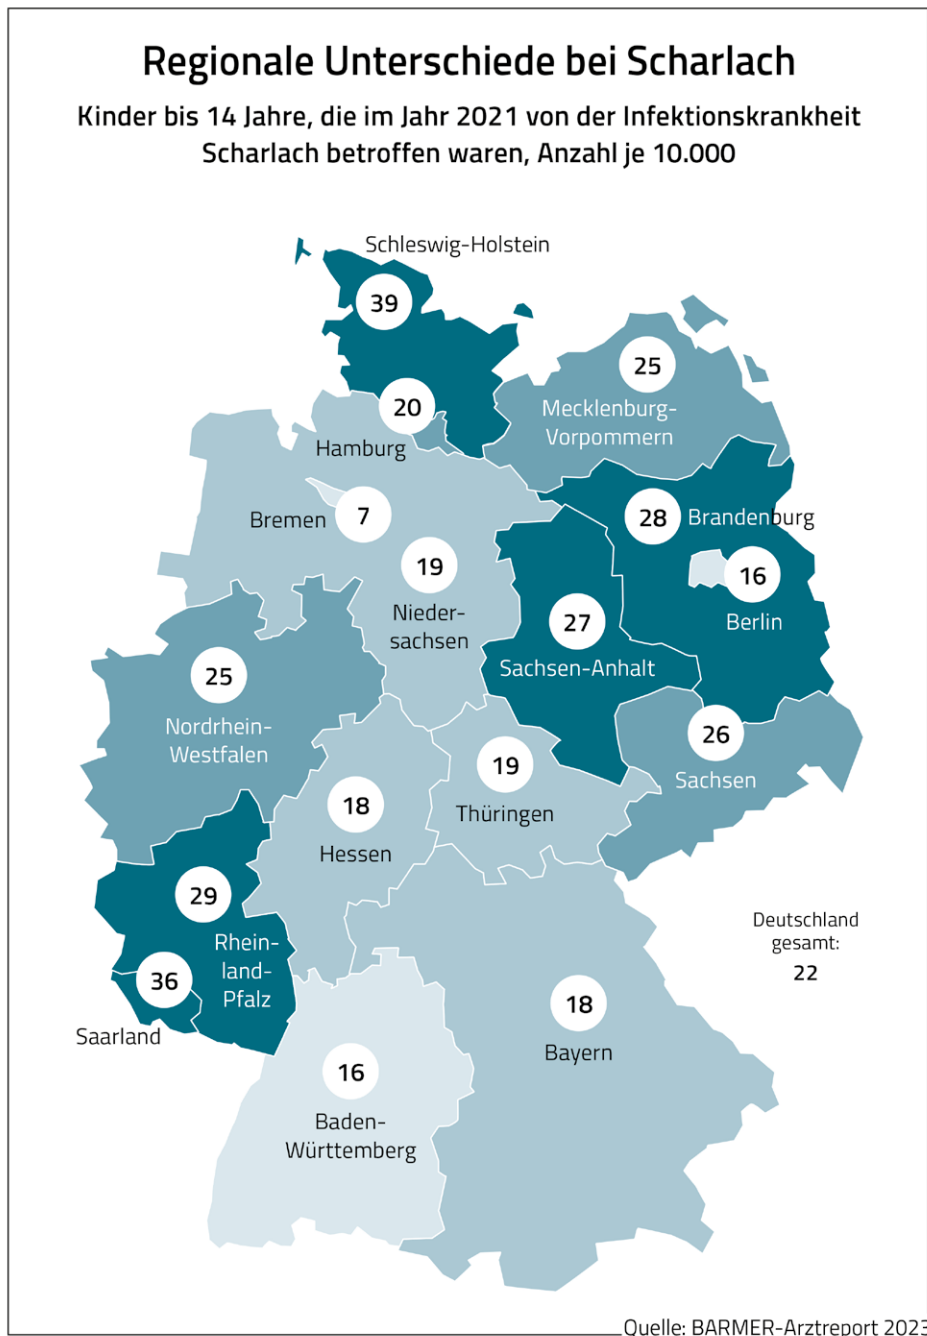 Regionale Unterschiede bei Scharlach
Kinder bis 14 Jahre, die im Jahr 2021 von der Infektionskrankheit
Scharlach betroffen waren, Anzahl je 10.000
Schleswig-Holstein
39
25
Mecklenburg-
Vorpommern
20
Hamburg
Bremen
7
28
Brandenburg
19
Nieder-
sachsen
16
Berlin
27
Sachsen-Anhalt
25
Nordrhein-
Westfalen
26
Sachsen
19
Thüringen
18
Hessen
29
Rhein-
land-
Pfalz
36
Saarland
Deutschland
gesamt:
22
18
Bayern
16
Baden-
Württemberg
Quelle: BARMER-Arztreport 2023